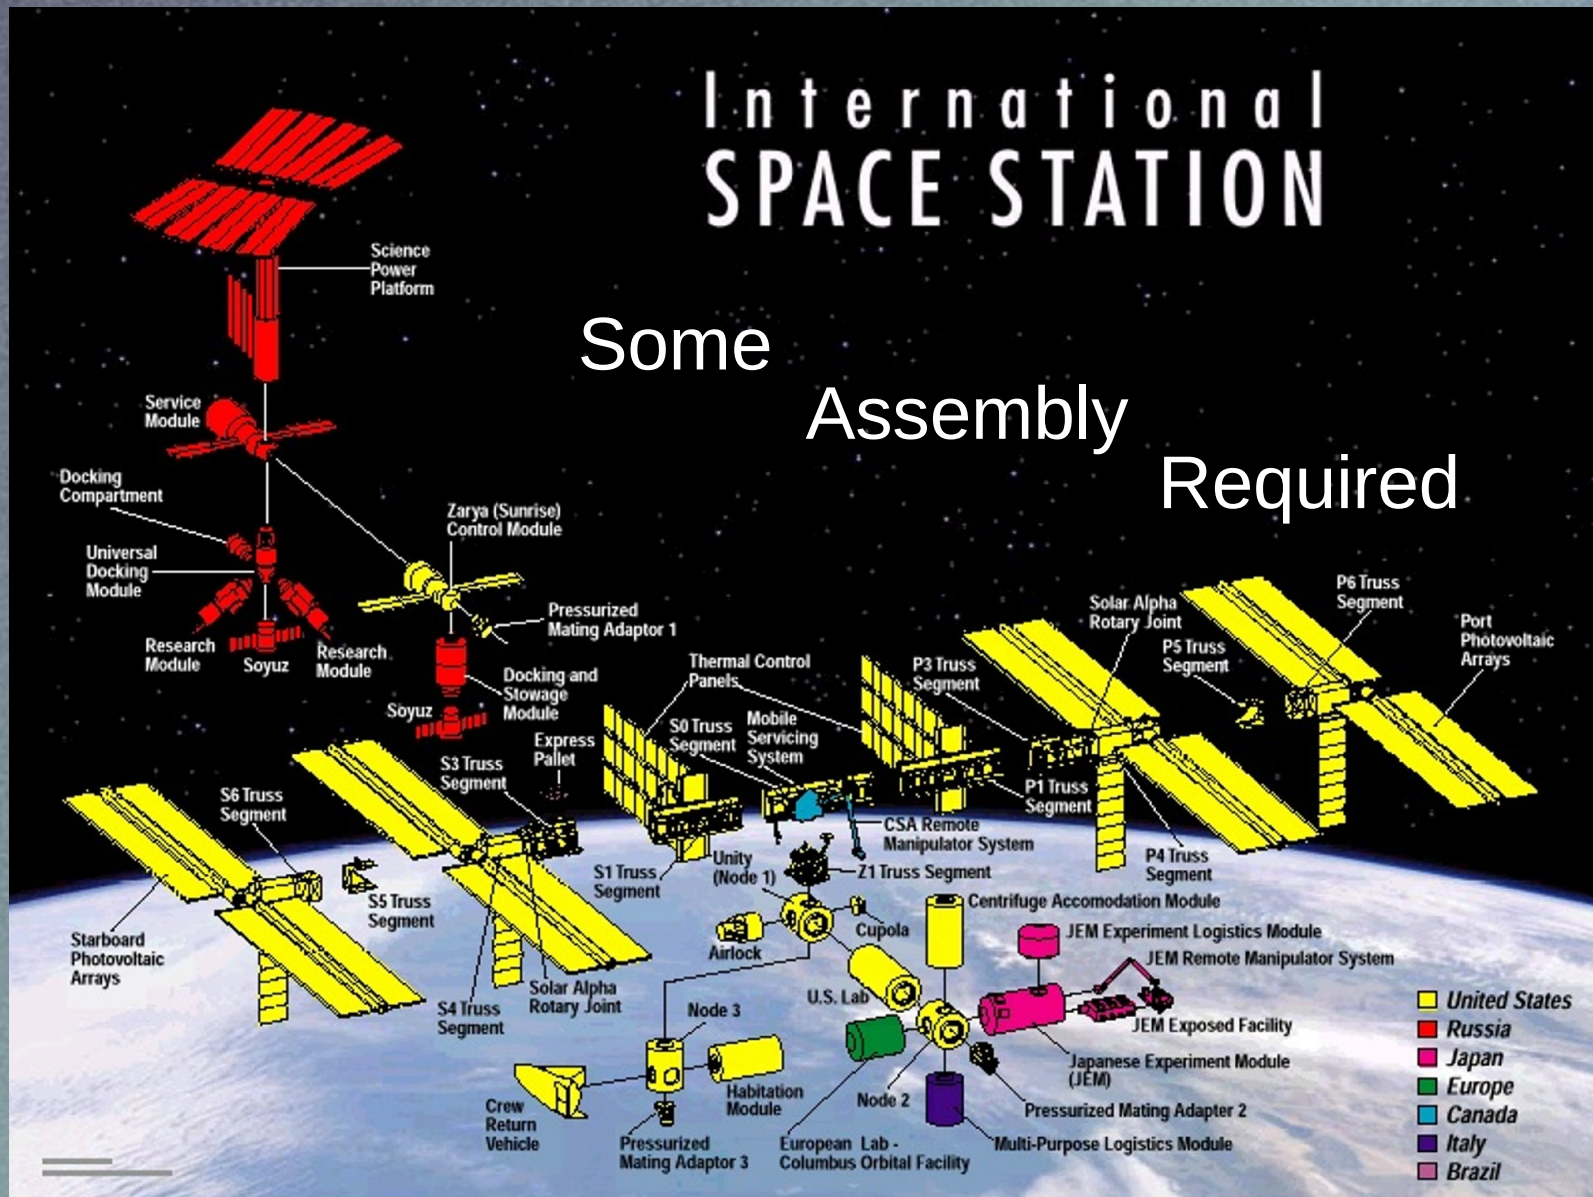 International
SPACE STATION
Some
Assembly
Required
Science
Power
Platform
Service
Module
Docking
Compartment
Universal
Docking
Module
Research
Module
Soyuz
Research
Module
Zarya (Sunrise)
Control Module
Pressurized
Mating Adaptor 1
Docking and
Stowage
Module
Soyuz
Express
Pallet
S3 Truss
Segment
Thermal Control
Panels
S0 Truss
Segment
Mobile
Servicing
System
P3 Truss
Segment
Solar Alpha
Rotary Joint
P5 Truss
Segment
P6 Truss
Segment
Port
Photovoltaic
Arrays
S6 Truss
Segment
S5 Truss
Segment
Starboard
Photovoltaic
Arrays
S4 Truss
Segment
Solar Alpha
Rotary Joint
S1 Truss
Segment
Unity
(Node 1)
CSA Remote
Manipulator System
Z1 Truss Segment
P1 Truss
Segment
P4 Truss
Segment
Airlock
Cupola
Centrifuge Accomodation Module
JEM Experiment Logistics Module
JEM Remote Manipulator System
U.S. Lab
Node 3
JEM Exposed Facility
Japanese Experiment Module
(JEM)
Habitation
Module
Node 2
Crew
Return
Vehicle
Pressurized
Mating Adaptor 3
European Lab -
Columbus Orbital Facility
Pressurized Mating Adapter 2
Multi-Purpose Logistics Module
United States
Russia
Japan
Europe
Canada
Italy
Brazil